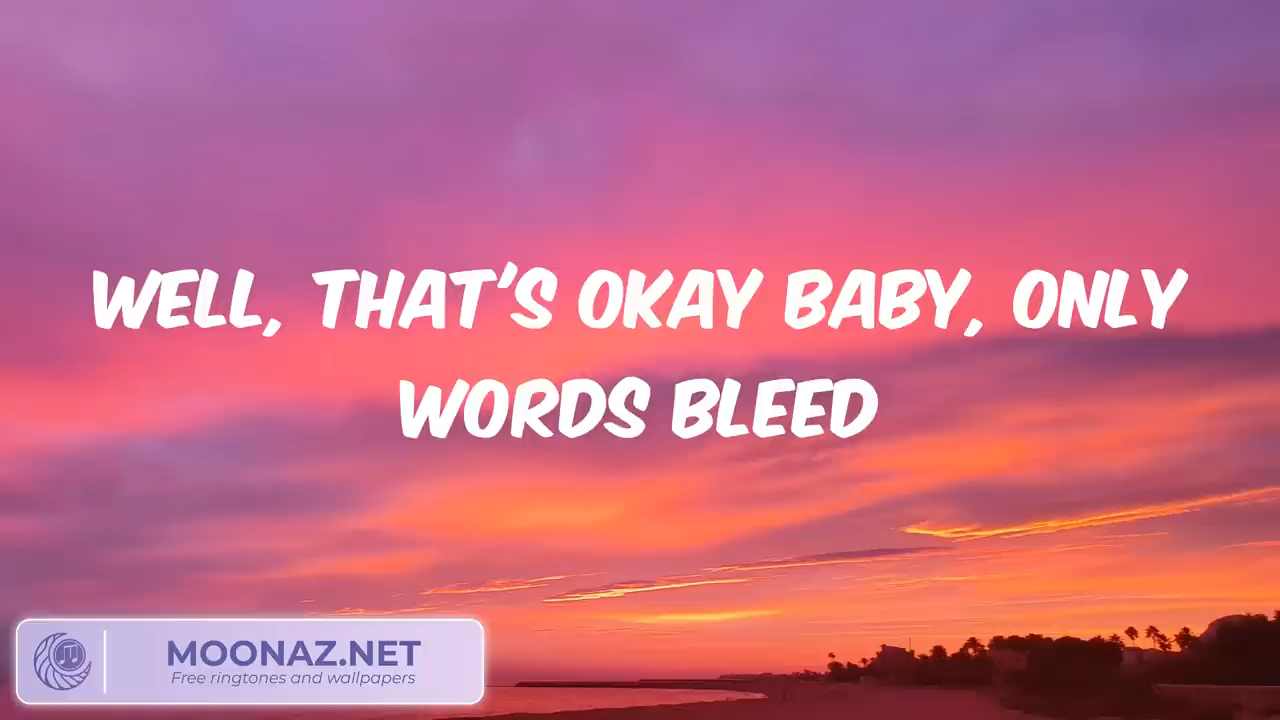 WELL, THAT'S OKAY BABY, ONLY
WORDS BLEED
MOONAZ.NET
Free ringtones and wallpapers